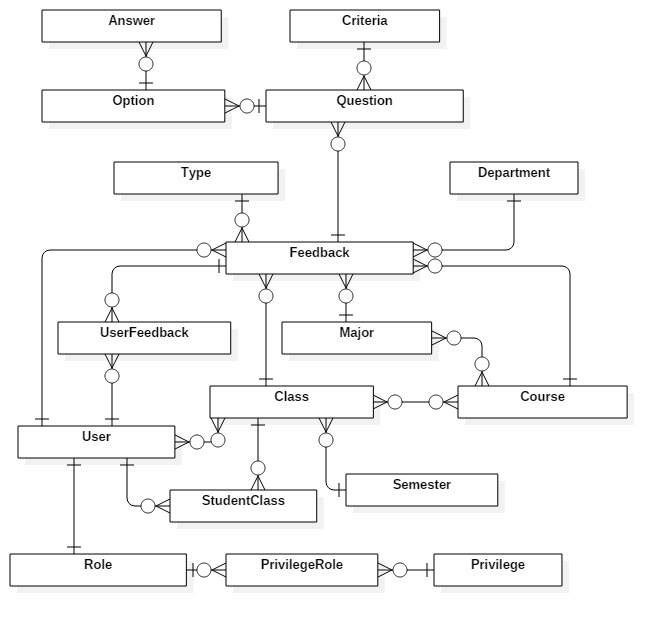 Answer
Criteria
Option
Question
Type
Department
Feedback
UserFeedback
Major
Class
Course
User
Semester
StudentClass
Role
PrivilegeRole
Privilege